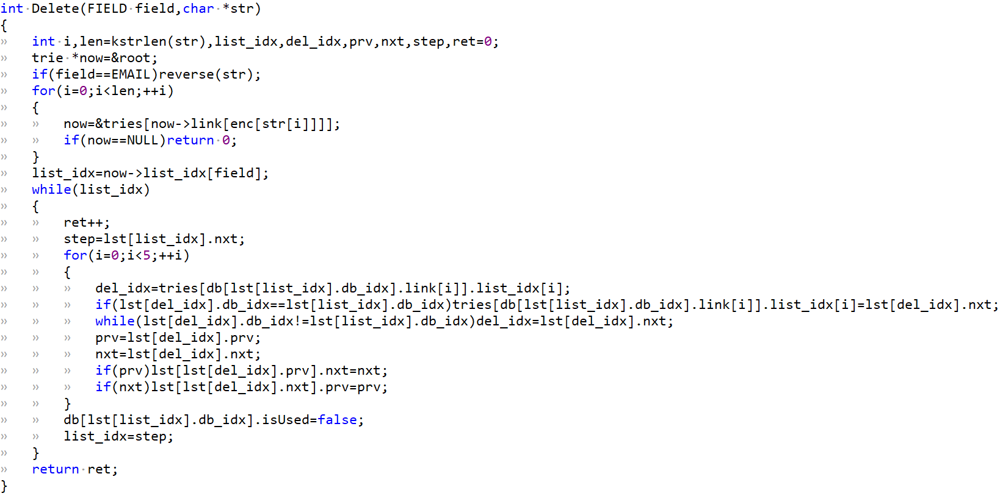 int Delete(FIELD field,char *str)
{
»	int i,len=kstrlen(str),list_idx,del_idx,prv,nxt,step,ret=0;
»	trie *now=&root;
»	if(field==EMAIL)reverse(str);
»	for(i=0;i<len;++i)
»	{
»	»	now=&tries[now->link[enc[str[i]]]];
»	»	if(now==NULL)return 0;
»	}
»	list_idx=now->list_idx[field];
»	while(list_idx)
»	{
»	»	ret++;
»	»	step=lst[list_idx].nxt;
»	»	for(i=0;i<5;++i)
»	»	{
»	»	»	del_idx=tries[db[lst[list_idx].db_idx].link[i]].list_idx[i];
»	»	»	if(lst[del_idx].db_idx==lst[list_idx].db_idx)tries[db[lst[list_idx].db_idx].link[i]].list_idx[i]=lst[del_idx].nxt;
»	»	»	while(lst[del_idx].db_idx!=lst[list_idx].db_idx)del_idx=lst[del_idx].nxt;
»	»	»	prv=lst[del_idx].prv;
»	»	»	nxt=lst[del_idx].nxt;
»	»	»	if(prv)lst[lst[del_idx].prv].nxt=nxt;
»	»	»	if(nxt)lst[lst[del_idx].nxt].prv=prv;
»	»	}
»	»	db[lst[list_idx].db_idx].isUsed=false;
»	»	list_idx=step;
»	}
»	return ret;
}